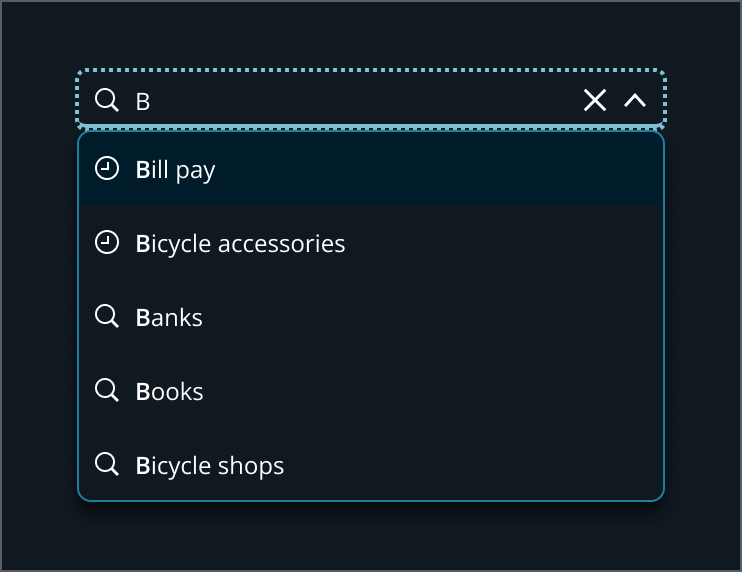 B
Bill pay
Bicycle accessories
Banks
Books
Bicycle shops